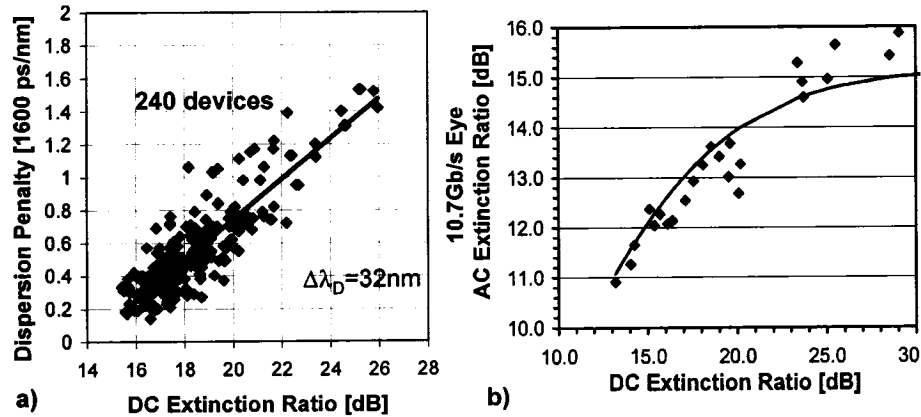 Dispersion Penalty [1600 ps/nm]
2
1.8
1.6
1.4
1.2
1
0.8
0.6
0.4
0.2
0
240 devices
Δλ_D=32nm
14 16 18 20 22 24 26 28
a) DC Extinction Ratio [dB]
10.7Gb/s Eye
AC Extinction Ratio [dB]
16.0
15.0
14.0
13.0
12.0
11.0
10.0
10.0 15.0 20.0 25.0 30
b) DC Extinction Ratio [dB]